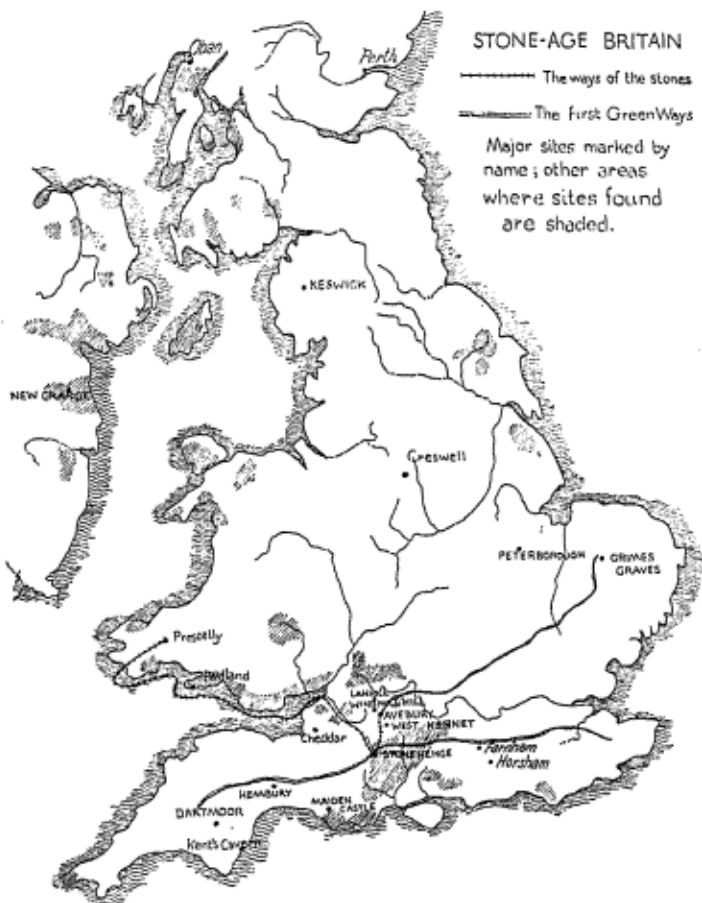 STONE-AGE BRITAIN
The ways of the stones
The first Green Ways
Major sites marked by
name; other areas
where sites found
are shaded.
Oban
Perth
KESWICK
NEW GRANGE
Creswell
PETERBOROUGH
GRIMES
GRAVES
Prescelly
AVEBURY
WEST KENNET
Cheddar
STONEHENGE
Farnham
Horsham
HEMBURY
MAIDEN
CASTLE
DARTMOOR
Kent's Cavern